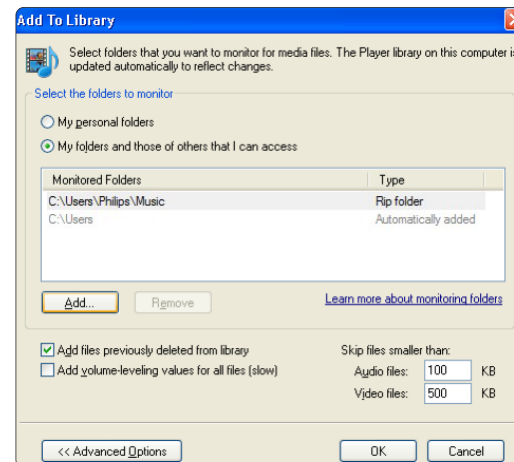 Add To Library
Select folders that you want to monitor for media files. The Player library on this computer is
updated automatically to reflect changes.
Select the folders to monitor
My personal folders
My folders and those of others that I can access
Monitored Folders Type
C:\Users\Philips\Music Rip folder
C:\Users Automatically added
Add... Remove Learn more about monitoring folders
Add files previously deleted from library Skip files smaller than:
Add volume-leveling values for all files (slow) Audio files: 100 KB
Video files: 500 KB
<< Advanced Options OK Cancel